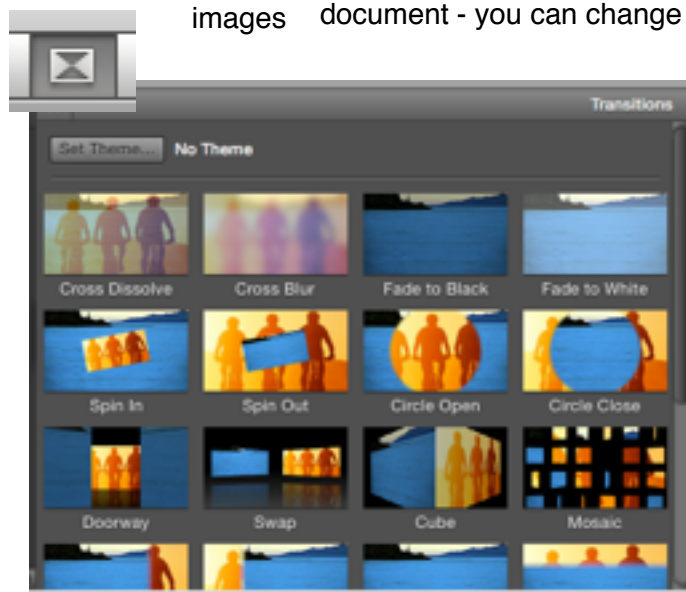 images document - you can change
Transitions
Set Theme... No Theme
Cross Dissolve Cross Blur Fade to Black Fade to White
Spin In Spin Out Circle Open Circle Close
Doorway Swap Cube Mosaic